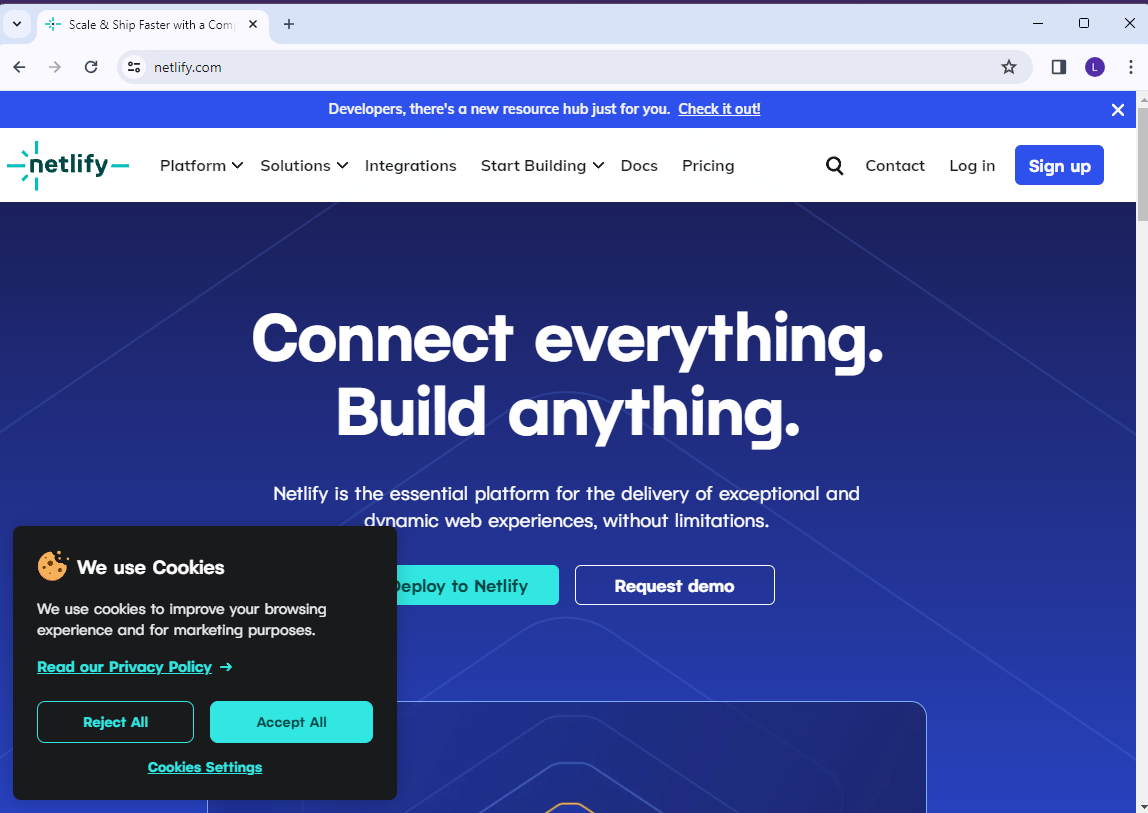 Scale & Ship Faster with a Com
netlify.com
L
Developers, there's a new resource hub just for you. Check it out!
netlify
Platform Solutions Integrations Start Building Docs Pricing Contact Log in Sign up
Connect everything.
Build anything.
Netlify is the essential platform for the delivery of exceptional and
dynamic web experiences, without limitations.
Deploy to Netlify Request demo
We use Cookies
We use cookies to improve your browsing
experience and for marketing purposes.
Read our Privacy Policy →
Reject All Accept All
Cookies Settings